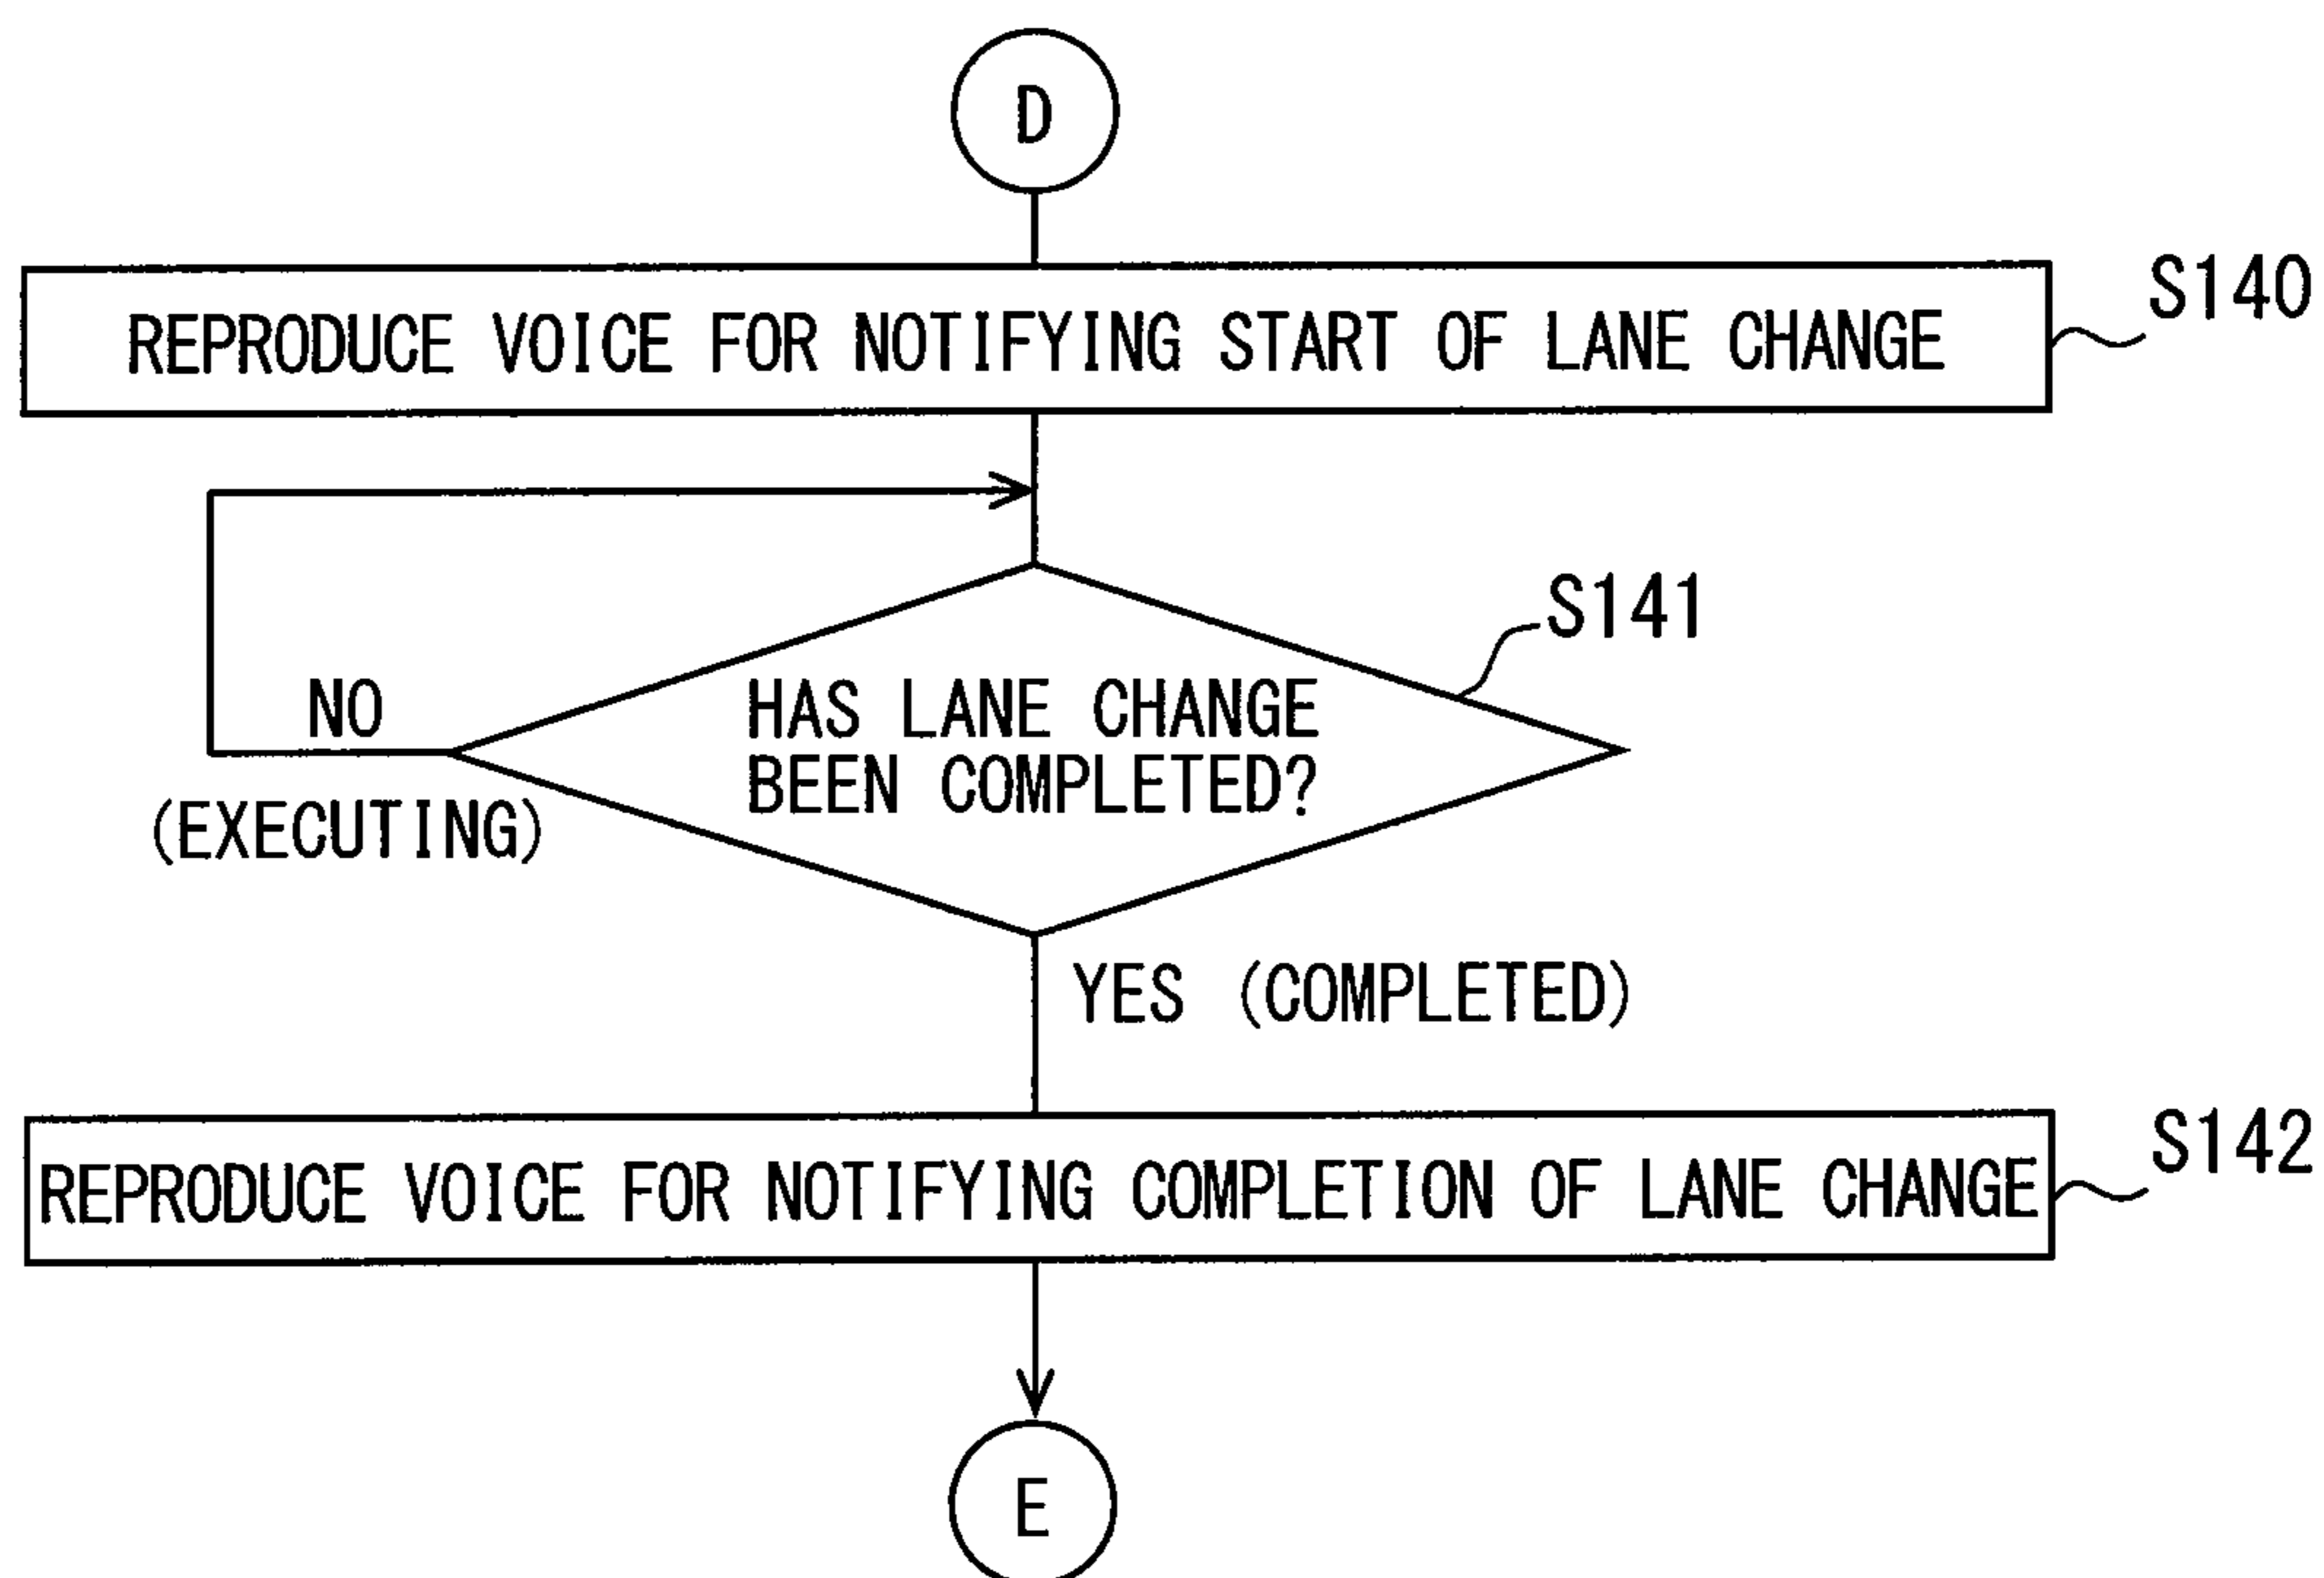 D
REPRODUCE VOICE FOR NOTIFYING START OF LANE CHANGE
S140
S141
HAS LANE CHANGE
BEEN COMPLETED?
NO
(EXECUTING)
YES (COMPLETED)
REPRODUCE VOICE FOR NOTIFYING COMPLETION OF LANE CHANGE
S142
E